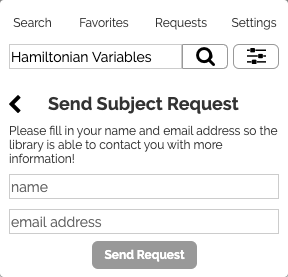 Search Favorites Requests Settings
Hamiltonian Variables
Send Subject Request
Please fill in your name and email address so the
library is able to contact you with more
information!
name
email address
Send Request